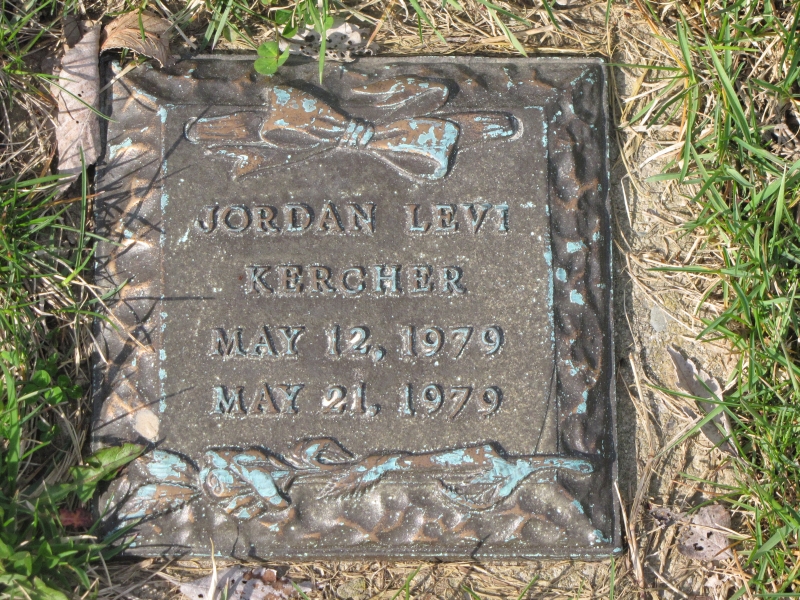 JORDAN LEVI
KERCHER
MAY 12, 1979
MAY 21, 1979